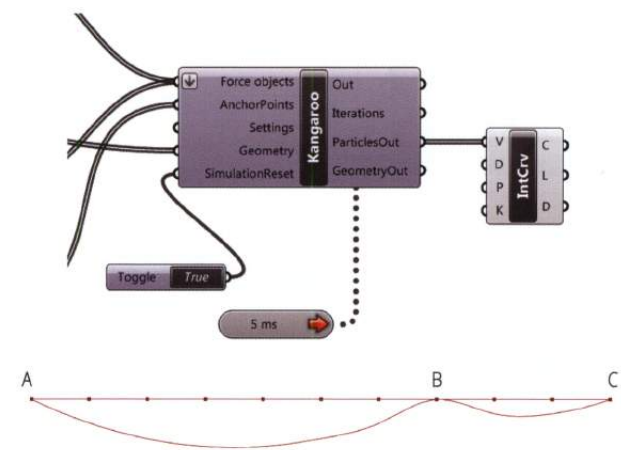 Force objects
AnchorPoints
Settings
Geometry
SimulationReset
Kangaroo
Out
Iterations
ParticlesOut
GeometryOut
V
D
P
K
IntCrv
C
L
D
Toggle True
5 ms
A B C